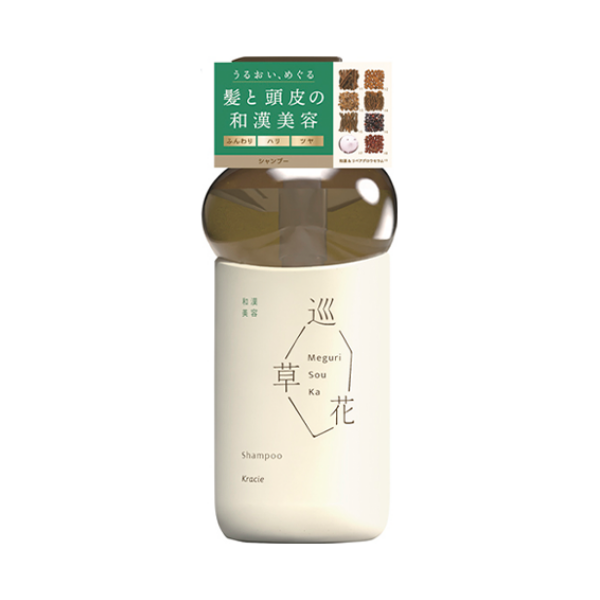 うるおい、めぐる
髪と頭皮の
和漢美容
ふんわり ハリ ツヤ
シャンプー
和漢
美容
巡
草
花
Meguri
Sou
Ka
Shampoo
Kracie